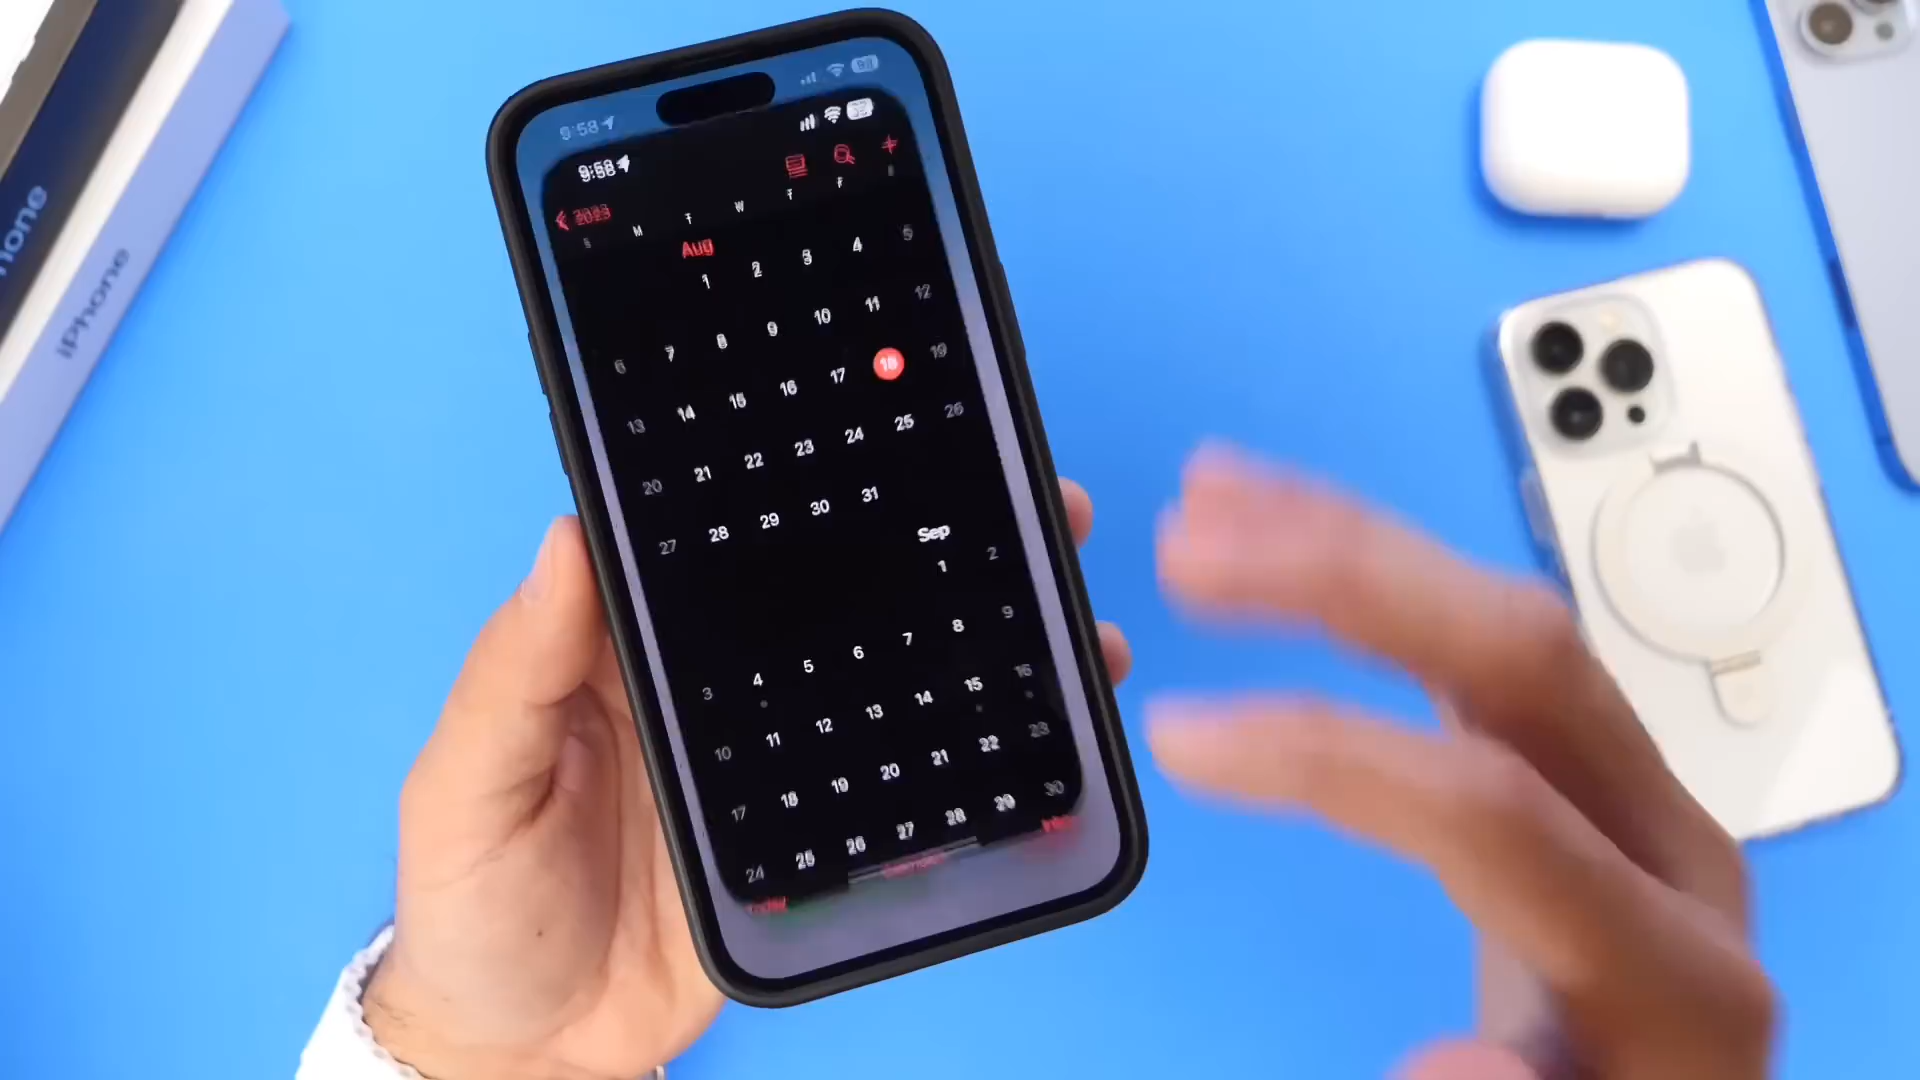 iPhone
9:58
9:58
2023
S M T W T F S
Aug
1 2 3 4 5
6 7 8 9 10 11 12
13 14 15 16 17 18 19
20 21 22 23 24 25 26
27 28 29 30 31
Sep
1 2
3 4 5 6 7 8 9
10 11 12 13 14 15 16
17 18 19 20 21 22 23
24 25 26 27 28 29 30
Today